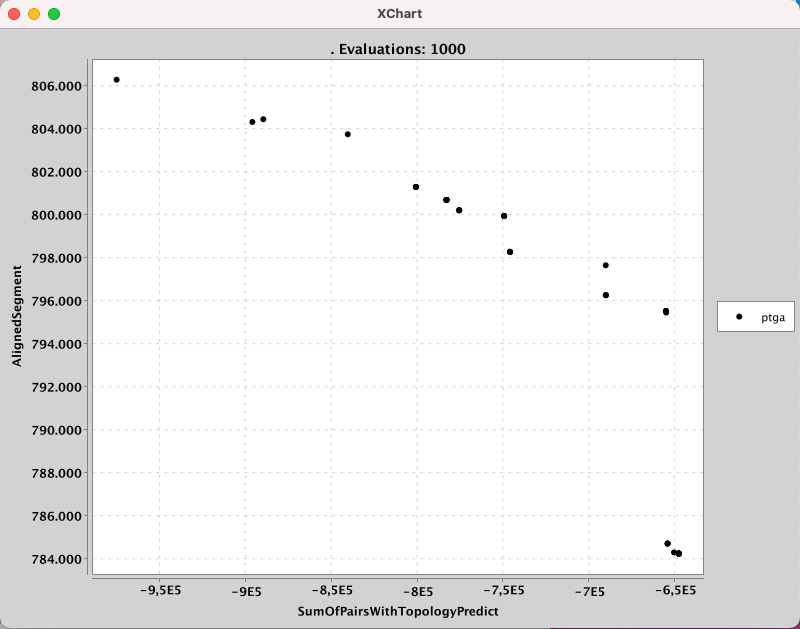 XChart
. Evaluations: 1000
806.000
804.000
802.000
800.000
798.000
796.000
794.000
792.000
790.000
788.000
786.000
784.000
AlignedSegment
-9,5E5 -9E5 -8,5E5 -8E5 -7,5E5 -7E5 -6,5E5
SumOfPairsWithTopologyPredict
ptga